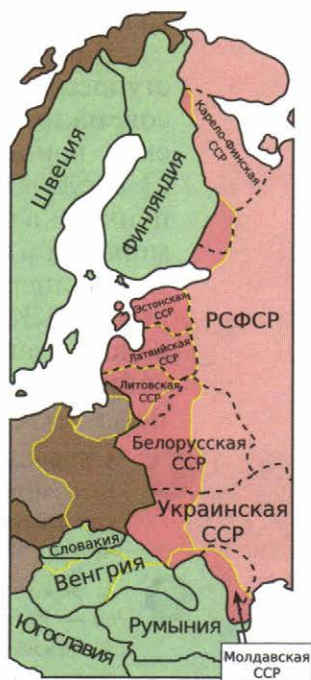 Швеция
Финляндия
Карело-Финская
ССР
Эстонская
ССР
РСФСР
Латвийская
ССР
Литовская
ССР
Белорусская
ССР
Украинская
ССР
Словакия
Венгрия
Югославия
Румыния
Молдавская
ССР